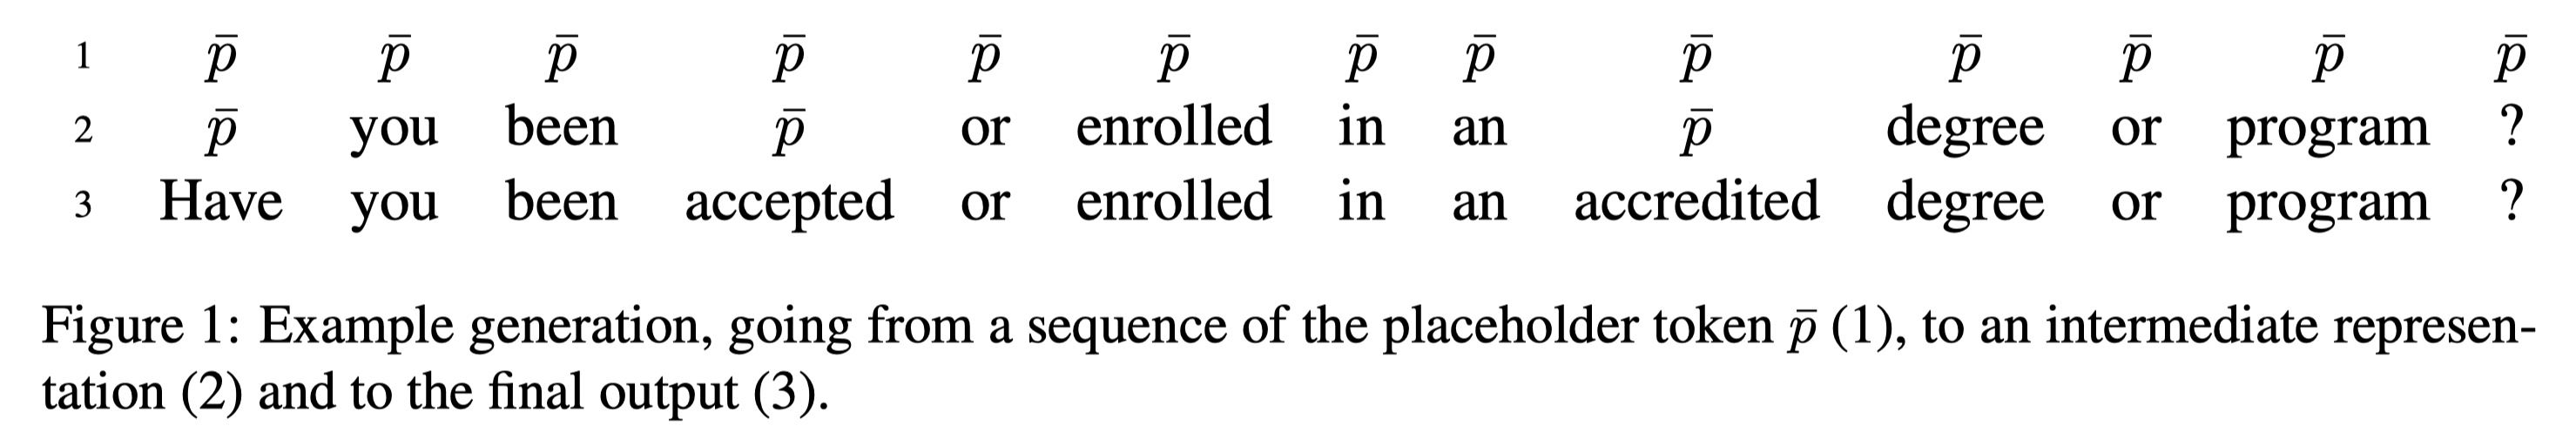 1 p̄ p̄ p̄ p̄ p̄ p̄ p̄ p̄ p̄ p̄ p̄ p̄ p̄
2 p̄ you been p̄ or enrolled in an p̄ degree or program ?
3 Have you been accepted or enrolled in an accredited degree or program ?
Figure 1: Example generation, going from a sequence of the placeholder token p̄ (1), to an intermediate represen-
tation (2) and to the final output (3).